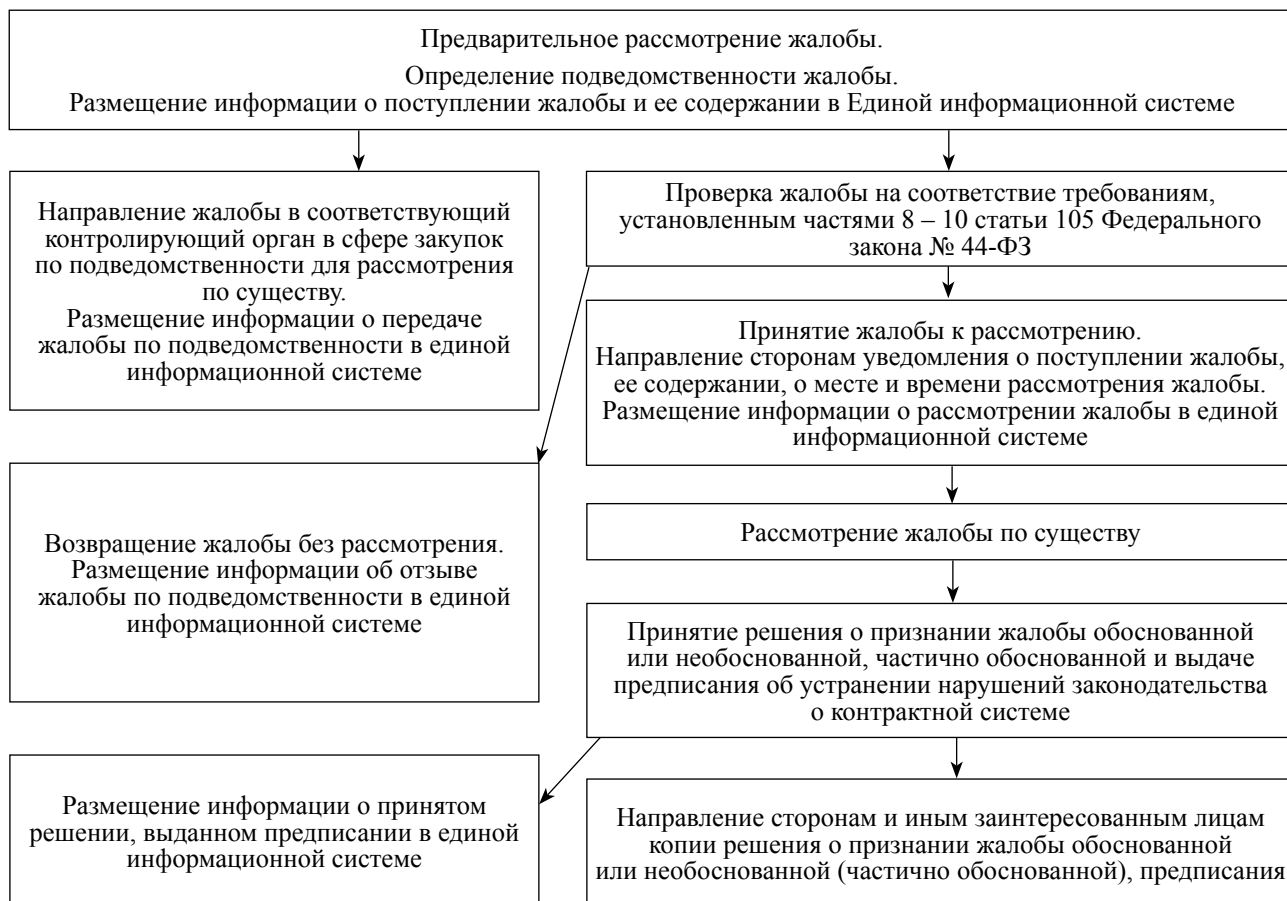 Предварительное рассмотрение жалобы.
Определение подведомственности жалобы.
Размещение информации о поступлении жалобы и ее содержании в Единой информационной системе
Направление жалобы в соответствующий
контролирующий орган в сфере закупок
по подведомственности для рассмотрения
по существу.
Размещение информации о передаче
жалобы по подведомственности в единой
информационной системе
Проверка жалобы на соответствие требованиям,
установленным частями 8 – 10 статьи 105 Федерального
закона № 44-ФЗ
Принятие жалобы к рассмотрению.
Направление сторонам уведомления о поступлении жалобы,
ее содержании, о месте и времени рассмотрения жалобы.
Размещение информации о рассмотрении жалобы в единой
информационной системе
Возвращение жалобы без рассмотрения.
Размещение информации об отзыве
жалобы по подведомственности в единой
информационной системе
Рассмотрение жалобы по существу
Принятие решения о признании жалобы обоснованной
или необоснованной, частично обоснованной и выдаче
предписания об устранении нарушений законодательства
о контрактной системе
Размещение информации о принятом
решении, выданном предписании в единой
информационной системе
Направление сторонам и иным заинтересованным лицам
копии решения о признании жалобы обоснованной
или необоснованной (частично обоснованной), предписания